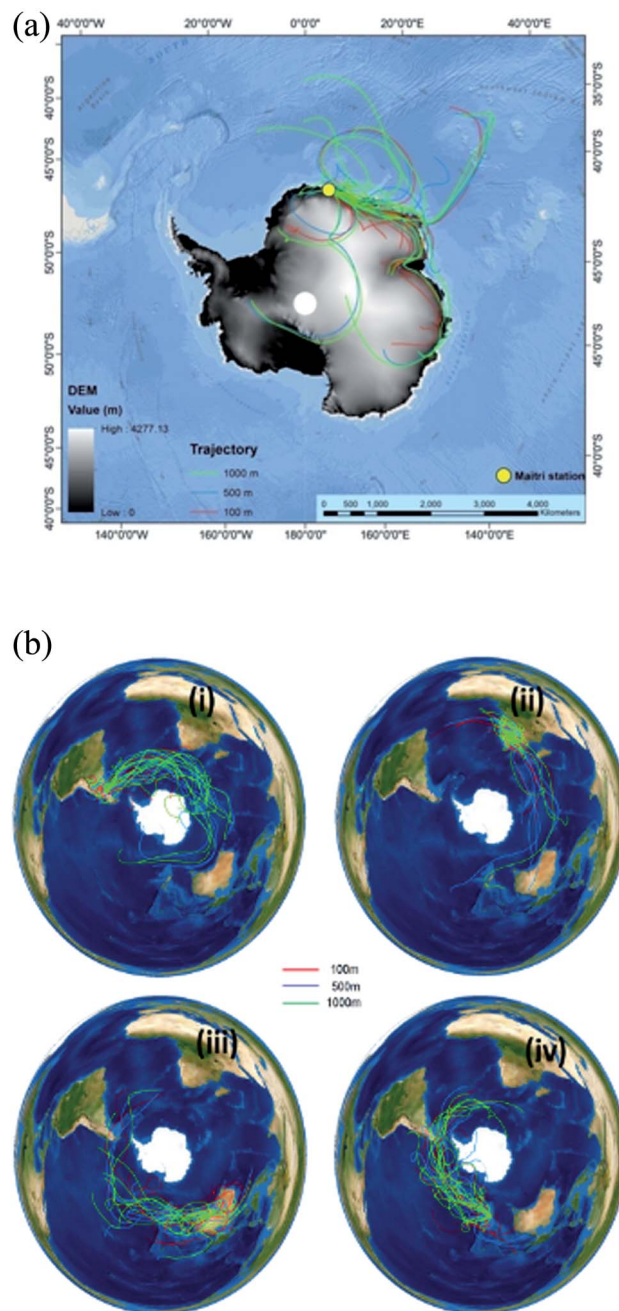 (a)
40°0'0"W 20°0'0"W 0°0'0" 20°0'0"E 40°0'0"E
40°0'0"S
45°0'0"S
50°0'0"S
50°0'0"S
45°0'0"S
40°0'0"S
35°0'0"S
40°0'0"S
45°0'0"S
45°0'0"S
40°0'0"S
SOUTH
Argentine
Basin
DEM
Value (m)
High : 4277.13
Low : 0
Trajectory
1000 m
500 m
100 m
Maitri station
0 500 1,000 2,000 3,000 4,000
Kilometers
140°0'0"W 160°0'0"W 180°0'0" 160°0'0"E 140°0'0"E
(b)
(i)
(ii)
100m
500m
1000m
(iii)
(iv)